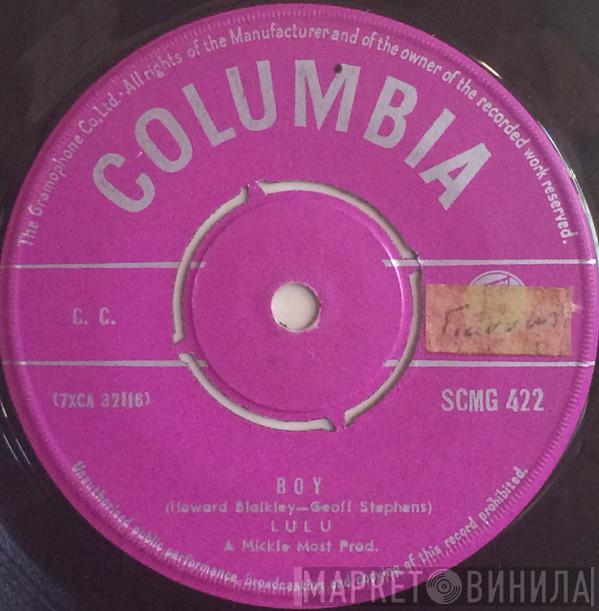 The Gramophone Co. Ltd. - All rights of the Manufacturer and of the owner of the recorded work reserved.
COLUMBIA
C. C.
(7XCA 32116)
SCMG 422
BOY
(Howard Blaikley—Geoff Stephens)
LULU
A Mickie Most Prod.
Unauthorised public performance, broadcasting and copying of this record prohibited.
МАРКЕТ ВИНИЛА